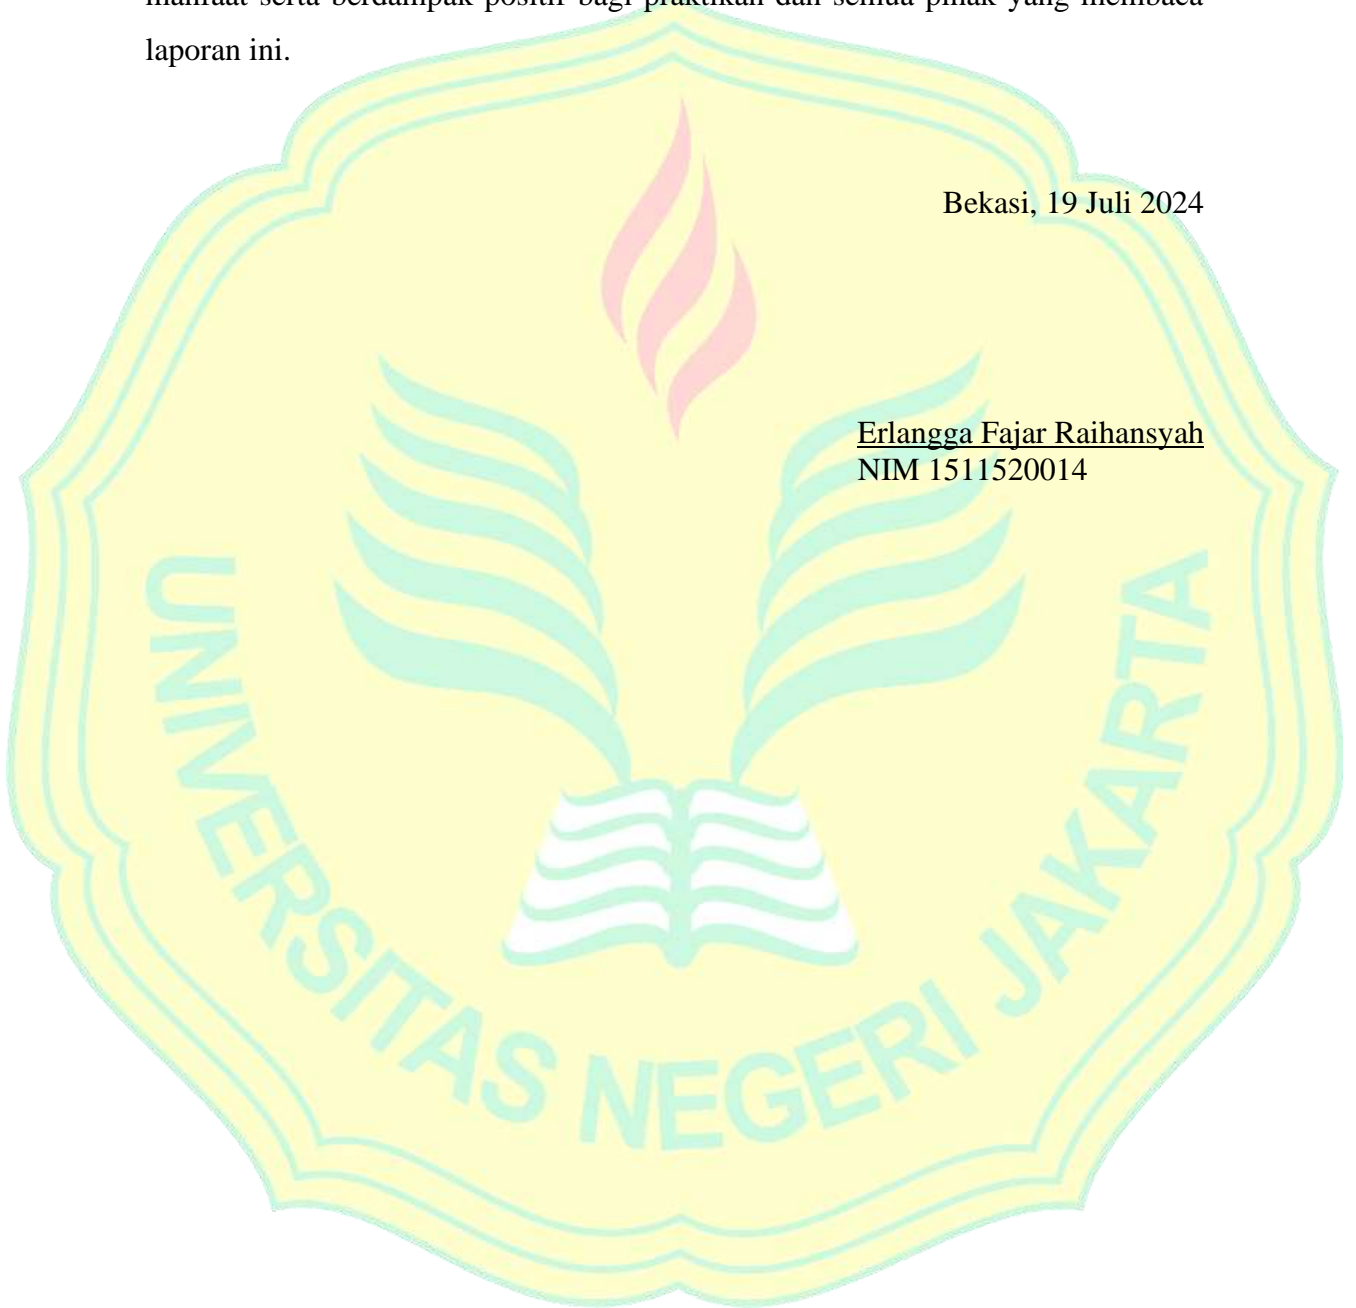 manfaat serta berdampak positif bagi praktikan dan semua pihak yang membaca
laporan ini.
Bekasi, 19 Juli 2024
Erlangga Fajar Raihansyah
NIM 1511520014
UNIVERSITAS NEGERI JAKARTA